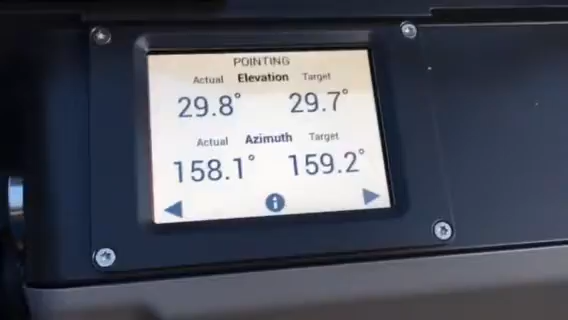 POINTING
Actual Elevation Target
29.8° 29.7°
Actual Azimuth Target
158.1° 159.2°
i